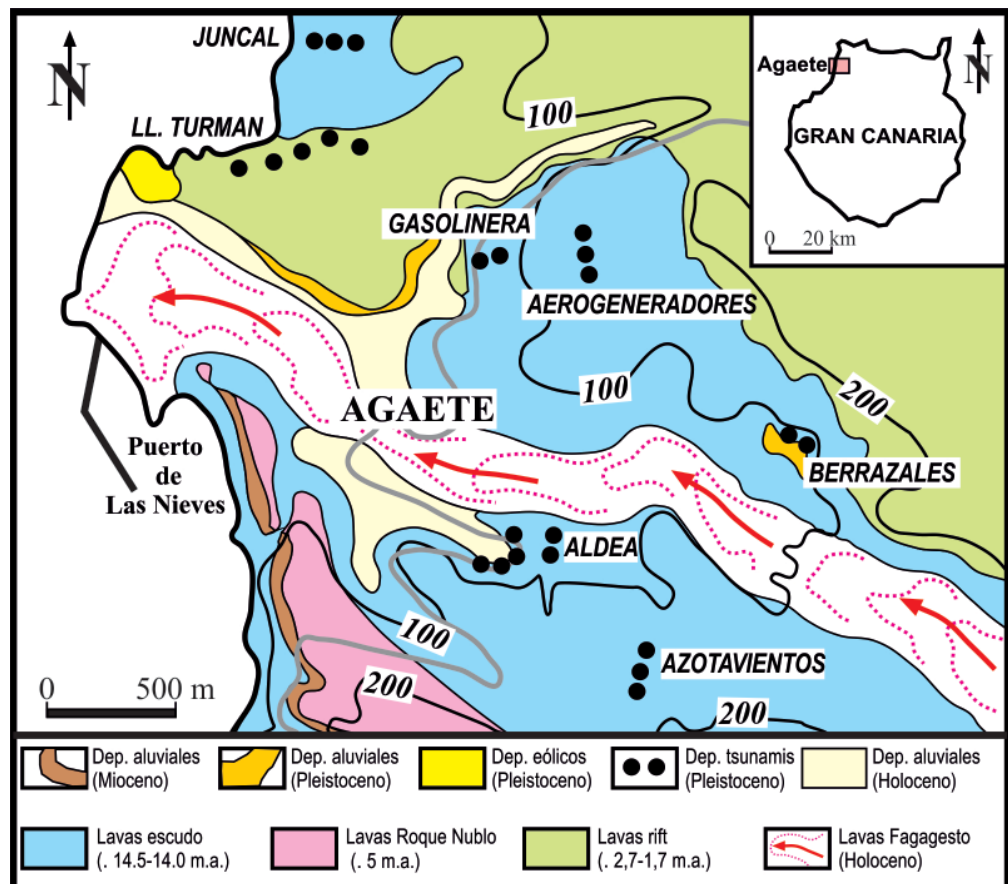 JUNCAL
N
LL. TURMAN
100
Agaete
N
GRAN CANARIA
0 20 km
GASOLINERA
AEROGENERADORES
100
200
AGAETE
Puerto
de
Las Nieves
BERRAZALES
ALDEA
100
AZOTAVIENTOS
200
200
0 500 m
Dep. aluviales
(Mioceno)
Dep. aluviales
(Pleistoceno)
Dep. eólicos
(Pleistoceno)
Dep. tsunamis
(Pleistoceno)
Dep. aluviales
(Holoceno)
Lavas escudo
(. 14.5-14.0 m.a.)
Lavas Roque Nublo
(. 5 m.a.)
Lavas rift
(. 2,7-1,7 m.a.)
Lavas Fagagesto
(Holoceno)